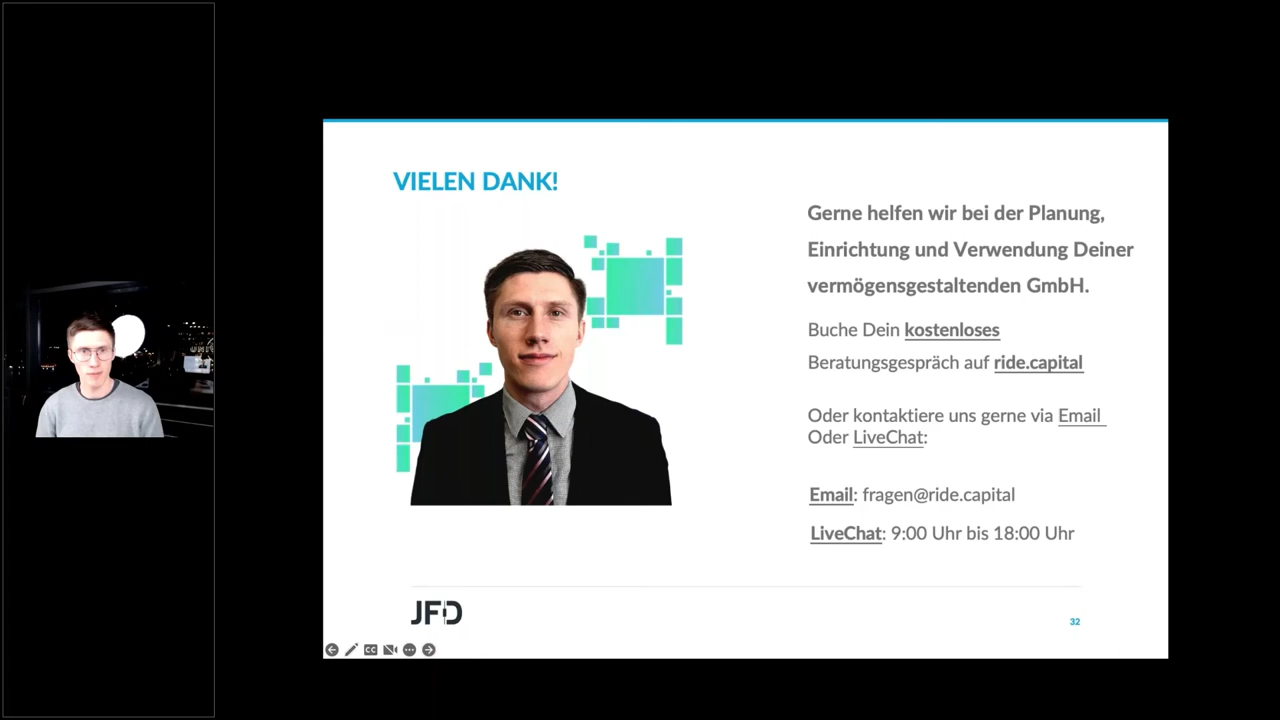 VIELEN DANK!
Gerne helfen wir bei der Planung,
Einrichtung und Verwendung Deiner
vermögensgestaltenden GmbH.
Buche Dein kostenloses
Beratungsgespräch auf ride.capital
Oder kontaktiere uns gerne via Email
Oder LiveChat:
Email: fragen@ride.capital
LiveChat: 9:00 Uhr bis 18:00 Uhr
JFD
32
CC